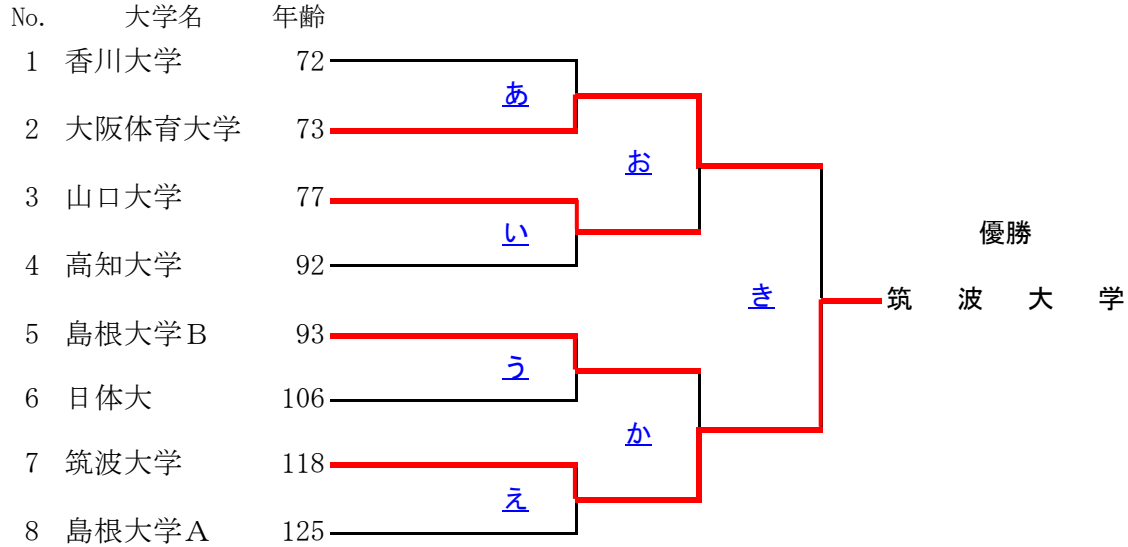 No. 大学名 年齢
1 香川大学 72
あ
2 大阪体育大学 73
お
3 山口大学 77
い
優勝
4 高知大学 92
き
筑 波 大 学
5 島根大学B 93
う
6 日体大 106
か
7 筑波大学 118
え
8 島根大学A 125